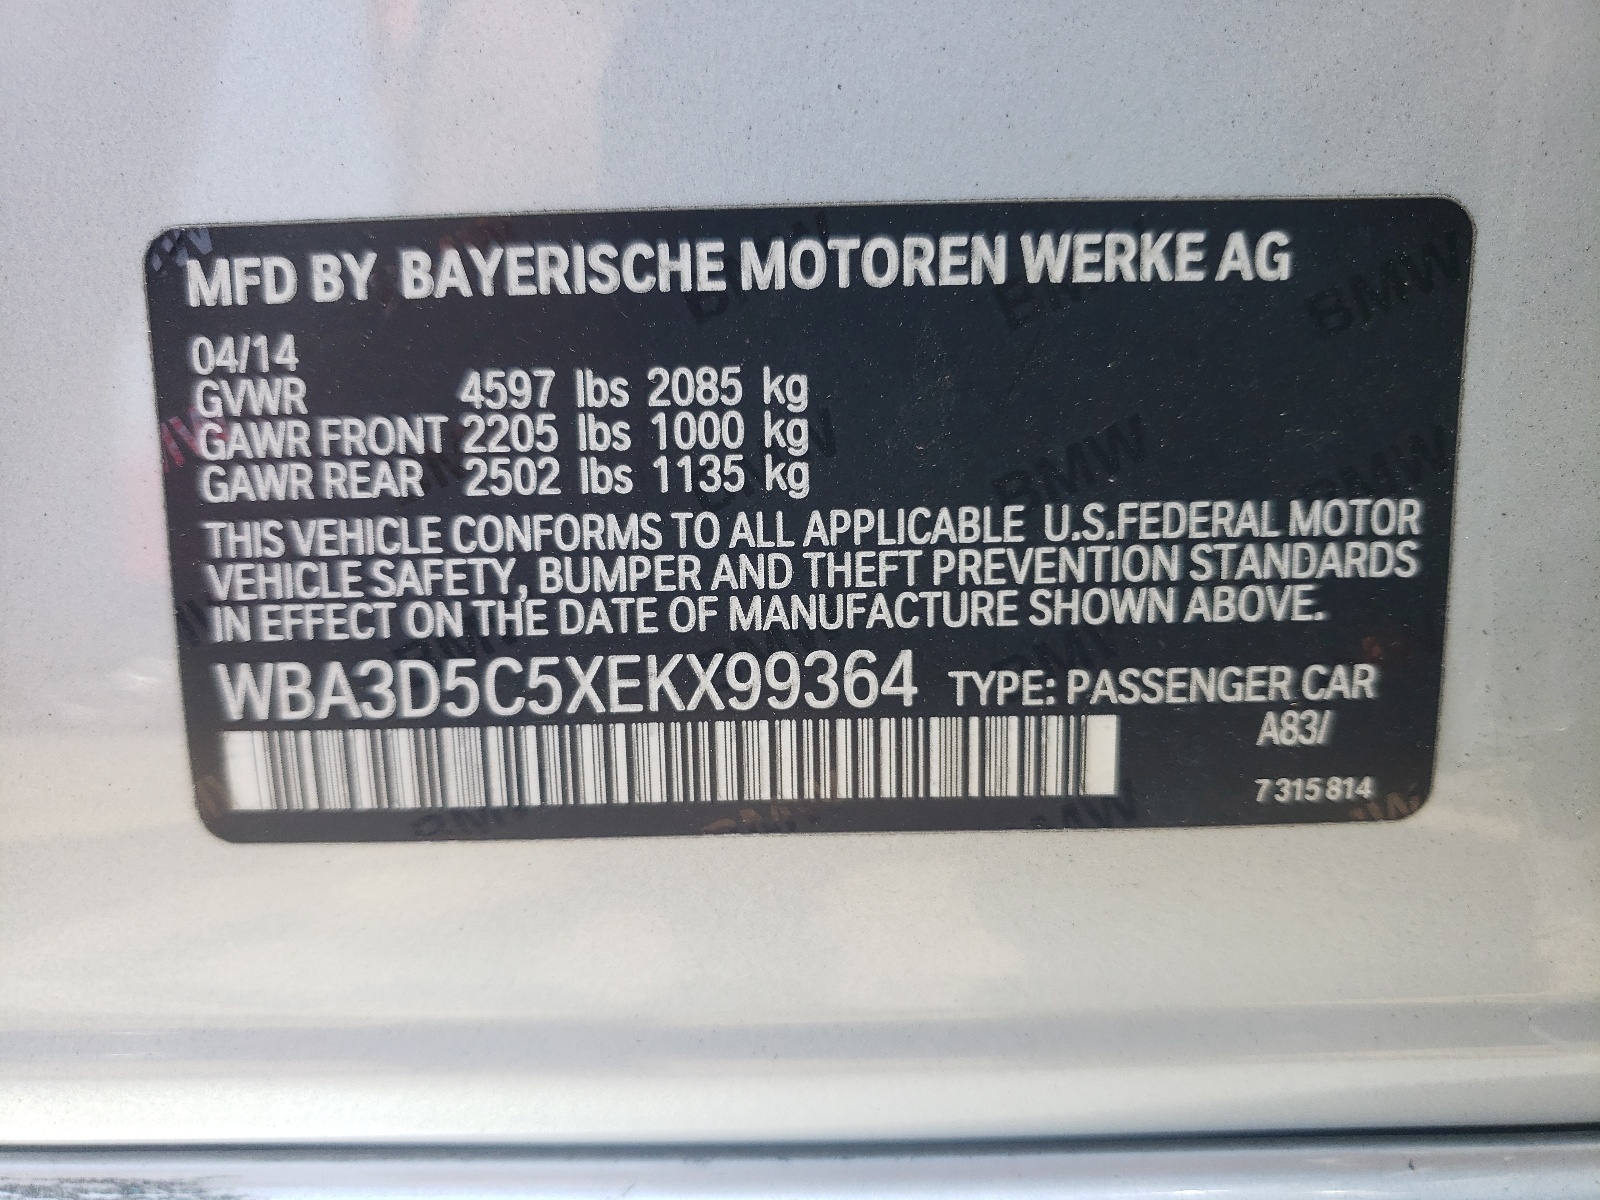 MFD BY BAYERISCHE MOTOREN WERKE AG
04/14
GVWR 4597 lbs 2085 kg
GAWR FRONT 2205 lbs 1000 kg
GAWR REAR 2502 lbs 1135 kg
THIS VEHICLE CONFORMS TO ALL APPLICABLE U.S.FEDERAL MOTOR
VEHICLE SAFETY, BUMPER AND THEFT PREVENTION STANDARDS
IN EFFECT ON THE DATE OF MANUFACTURE SHOWN ABOVE.
WBA3D5C5XEKX99364 TYPE: PASSENGER CAR
A83/
7 315 814